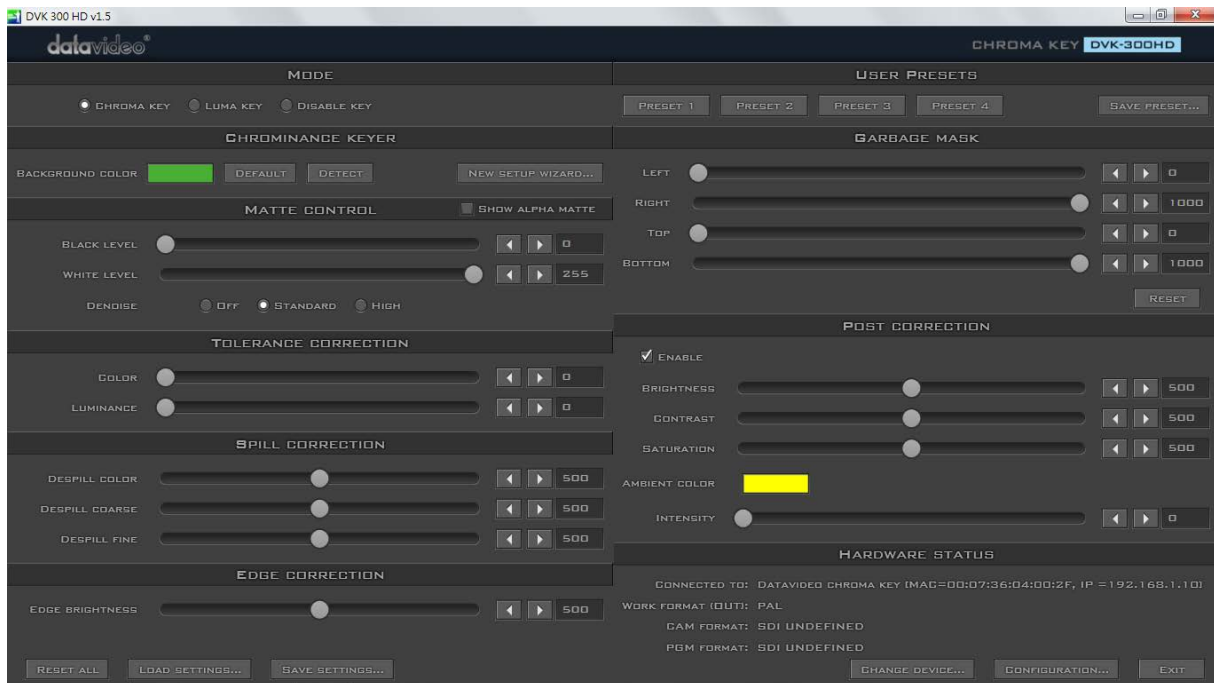 DVK 300 HD v1.5
datavideo®
CHROMA KEY DVK-300HD
MODE
CHROMA KEY LUMA KEY DISABLE KEY
CHROMINANCE KEYER
BACKGROUND COLOR DEFAULT DETECT NEW SETUP WIZARD...
MATTE CONTROL SHOW ALPHA MATTE
BLACK LEVEL 0
WHITE LEVEL 255
DENOISE OFF STANDARD HIGH
TOLERANCE CORRECTION
COLOR 0
LUMINANCE 0
SPILL CORRECTION
DESPILL COLOR 500
DESPILL COARSE 500
DESPILL FINE 500
EDGE CORRECTION
EDGE BRIGHTNESS 500
RESET ALL LOAD SETTINGS... SAVE SETTINGS...
USER PRESETS
PRESET 1 PRESET 2 PRESET 3 PRESET 4 SAVE PRESET...
GARBAGE MASK
LEFT 0
RIGHT 1000
TOP 0
BOTTOM 1000
RESET
POST CORRECTION
ENABLE
BRIGHTNESS 500
CONTRAST 500
SATURATION 500
AMBIENT COLOR
INTENSITY 0
HARDWARE STATUS
CONNECTED TO: DATAVIDEO CHROMA KEY (MAC=00:07:36:04:00:2F, IP =192.168.1.10)
WORK FORMAT (OUT): PAL
CAM FORMAT: SDI UNDEFINED
PGM FORMAT: SDI UNDEFINED
CHANGE DEVICE... CONFIGURATION... EXIT